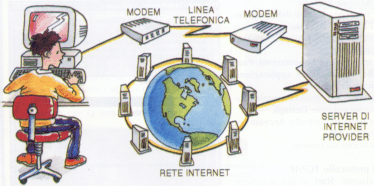 MODEM
LINEA
TELEFONICA
MODEM
SERVER DI
INTERNET
PROVIDER
RETE INTERNET